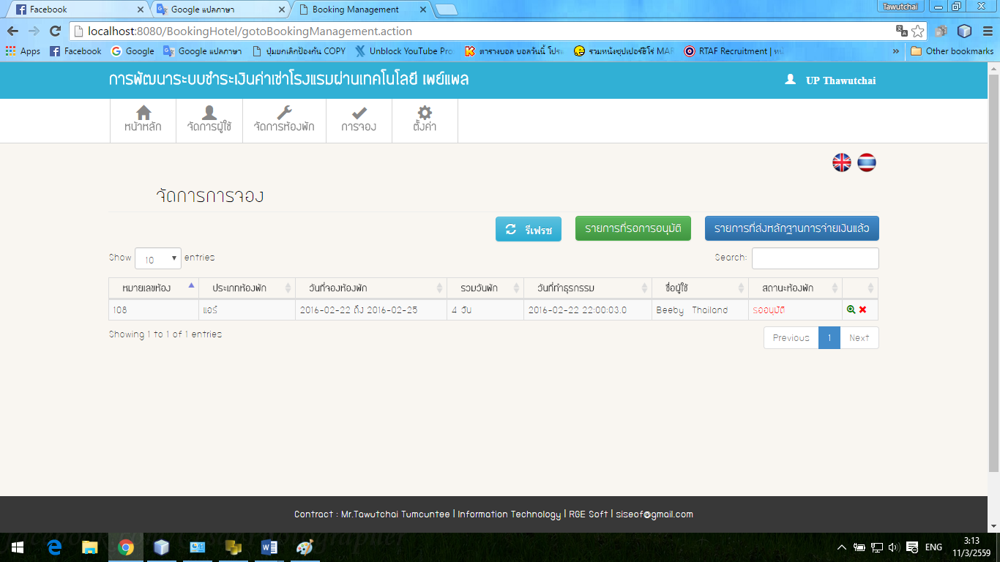 Facebook
Google แปลภาษา
Booking Management
Tawutchai
localhost:8080/BookingHotel/gotoBookingManagement.action
Apps Facebook Google Google แปลภาษา ปุ่มยกเลิกป้องกัน COPY Unblock YouTube Pro ตารางบอล บอลวันนี้ โปร รวมหนังซุปเปอร์ฮีโร่ MAR RTAF Recruitment | » Other bookmarks
การพัฒนาระบบชำระเงินค่าเช่าโรงแรมผ่านเทคโนโลยี เพย์แพล
UP Thawutchai
หน้าหลัก จัดการผู้ใช้ จัดการห้องพัก การจอง ตั้งค่า
จัดการการจอง
รีเฟรช รายการที่รอการอนุมัติ รายการที่ส่งหลักฐานการจ่ายเงินแล้ว
Show 10 entries Search:
หมายเลขห้อง ประเภทห้องพัก วันที่จองห้องพัก รวมวันพัก วันที่ทำธุรกรรม ชื่อผู้ใช้ สถานะห้องพัก
108 แอร์ 2016-02-22 ถึง 2016-02-25 4 วัน 2016-02-22 22:00:03.0 Beeby Thailand รออนุมัติ
Showing 1 to 1 of 1 entries Previous 1 Next
Contract : Mr.Tawutchai Tumcuntee | Information Technology | RGE Soft | siseof@gmail.com
ENG
3:13
11/3/2559